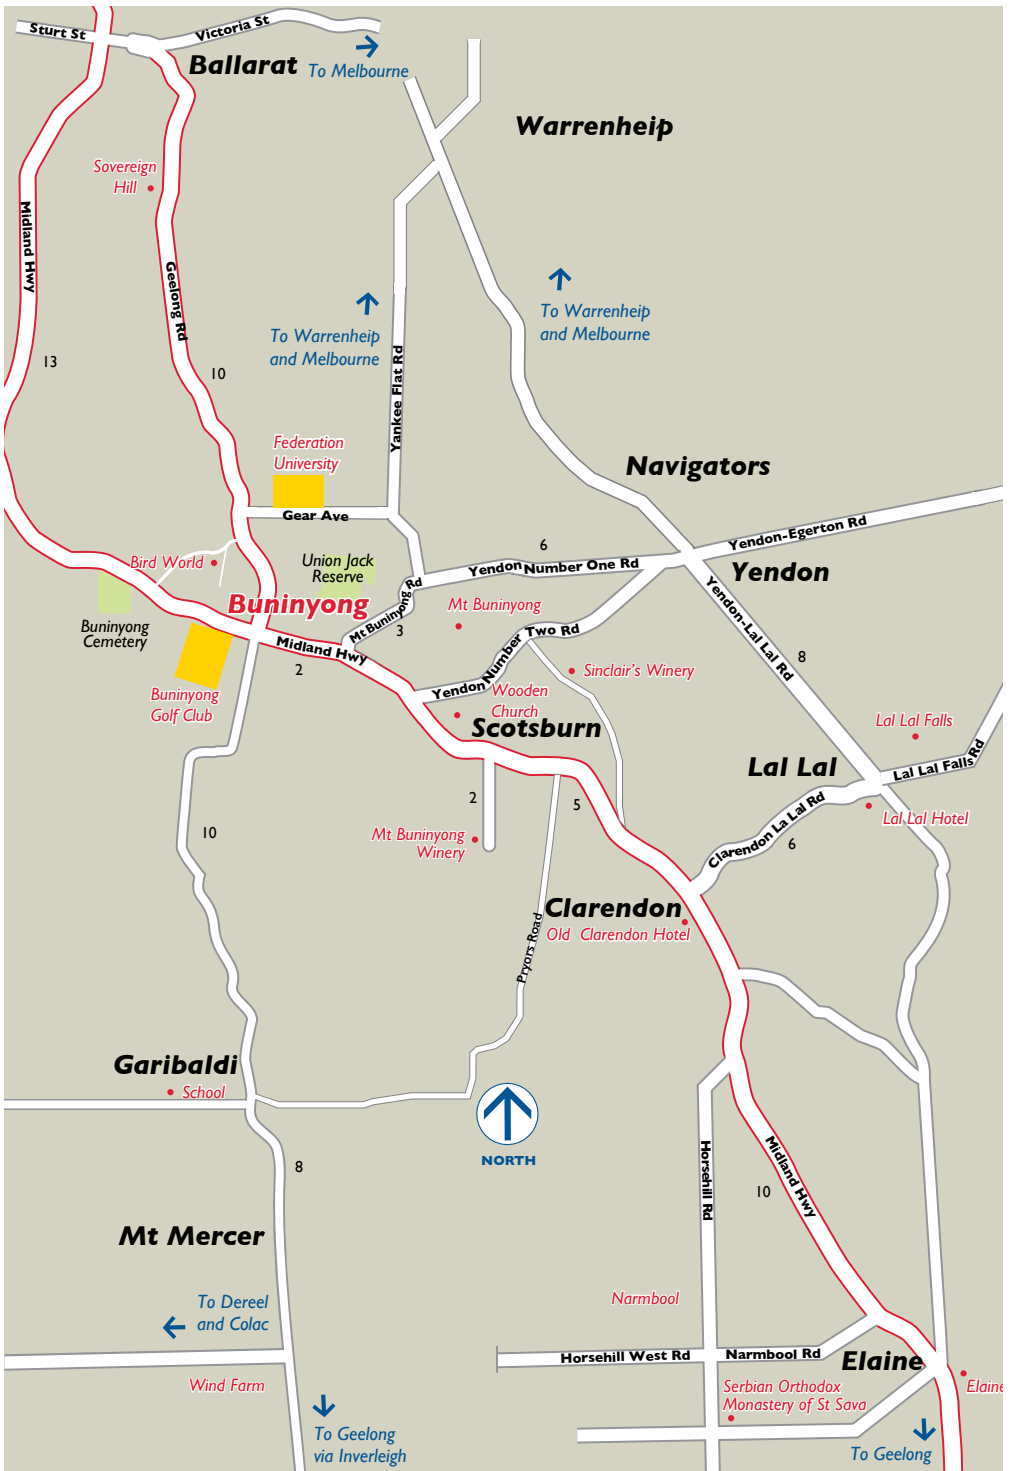 Sturt St
Victoria St
Ballarat
To Melbourne
Warrenheip
Sovereign
Hill
Midland Hwy
Geelong Rd
To Warrenheip
and Melbourne
To Warrenheip
and Melbourne
13
10
Yankee Flat Rd
Federation
University
Navigators
Gear Ave
Yendon-Egerton Rd
6
Yendon Number One Rd
Bird World
Union Jack
Reserve
Yendon
Buninyong
Mt Buninyong Rd
Mt Buninyong
Yendon-Lal Lal Rd
Buninyong
Cemetery
3
Midland Hwy
2
Yendon Number Two Rd
8
Sinclair's Winery
Buninyong
Golf Club
Wooden
Church
Scotsburn
Lal Lal Falls
Lal Lal
Lal Lal Falls Rd
2
5
Clarendon La Lal Rd
Lal Lal Hotel
10
Mt Buninyong
Winery
6
Clarendon
Old Clarendon Hotel
Pryors Road
Garibaldi
School
NORTH
8
Horsehill Rd
Midland Hwy
10
Mt Mercer
To Dereel
and Colac
Narmbool
Horsehill West Rd
Narmbool Rd
Elaine
Wind Farm
Serbian Orthodox
Monastery of St Sava
Elaine
To Geelong
via Inverleigh
To Geelong